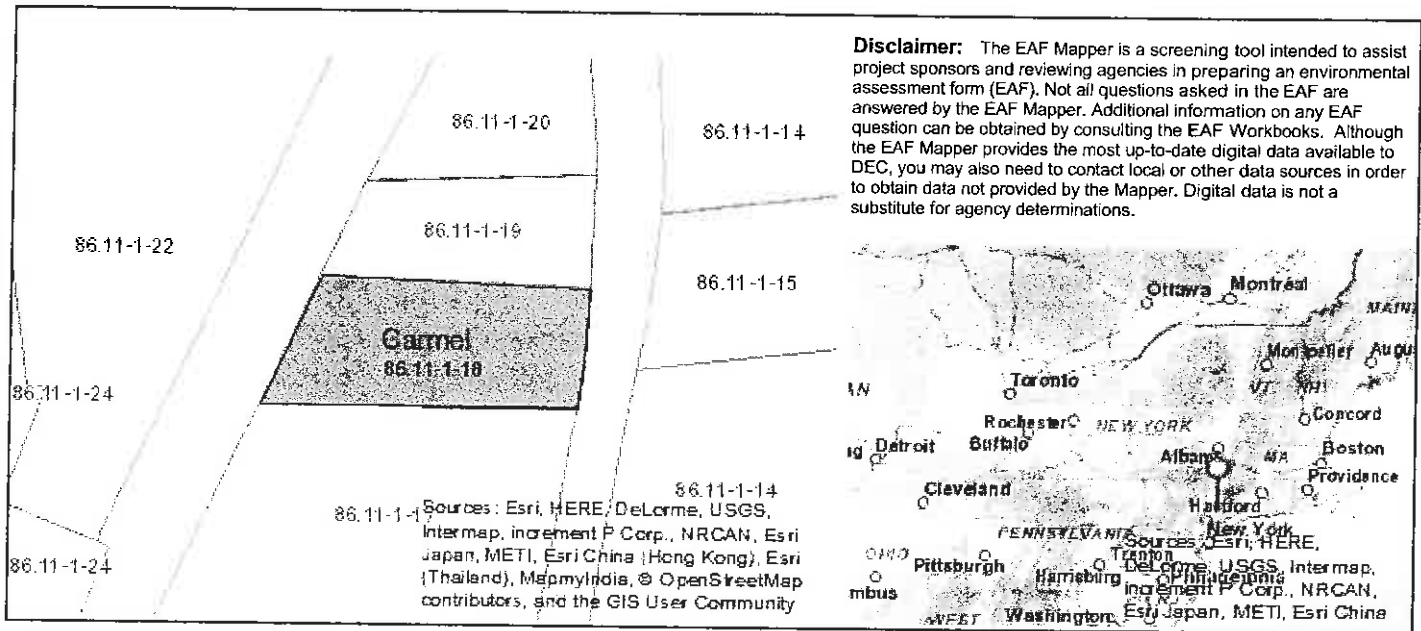 86.11-1-20
86.11-1-14
86.11-1-19
86.11-1-22
86.11-1-15
86.11-1-18
86.11-1-24
86.11-1-14
86.11-1-24
Sources: Esri, HERE, DeLorme, USGS,
Intermap, increment P Corp., NRCAN, Esri
Japan, METI, Esri China (Hong Kong), Esri
(Thailand), MapmyIndia, © OpenStreetMap
contributors, and the GIS User Community
Disclaimer: The EAF Mapper is a screening tool intended to assist
project sponsors and reviewing agencies in preparing an environmental
assessment form (EAF). Not all questions asked in the EAF are
answered by the EAF Mapper. Additional information on any EAF
question can be obtained by consulting the EAF Workbooks. Although
the EAF Mapper provides the most up-to-date digital data available to
DEC, you may also need to contact local or other data sources in order
to obtain data not provided by the Mapper. Digital data is not a
substitute for agency determinations.
Ottawa
Montréal
Montpelier
VT
NH
Toronto
Concord
Rochester
NEW YORK
Detroit
Buffalo
Boston
MA
Providence
Cleveland
Hartford
New York
PENNSYLVANIA
OHIO
Pittsburgh
Trenton
Harrisburg
Philadelphia
mbus
WEST
Washington
Sources: Esri, HERE,
DeLorme, USGS, Intermap,
increment P Corp., NRCAN,
Esri Japan, METI, Esri China